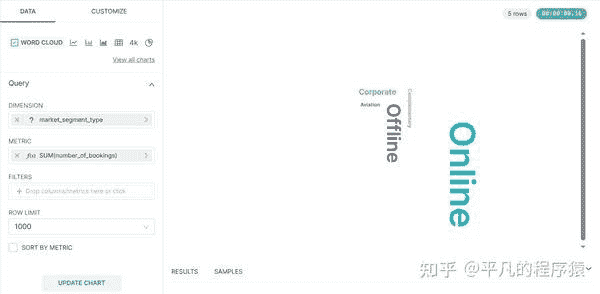 DATA
CUSTOMIZE
WORD CLOUD
4k
View all charts
Query
DIMENSION
? market_segment_type
METRIC
f(x) SUM(number_of_bookings)
FILTERS
+ Drop columns/metrics here or click
ROW LIMIT
1000
SORT BY METRIC
UPDATE CHART
5 rows
00:00:00.16
Corporate
Aviation
Complementary
Offline
Online
RESULTS
SAMPLES
知乎 @平凡的程序猿